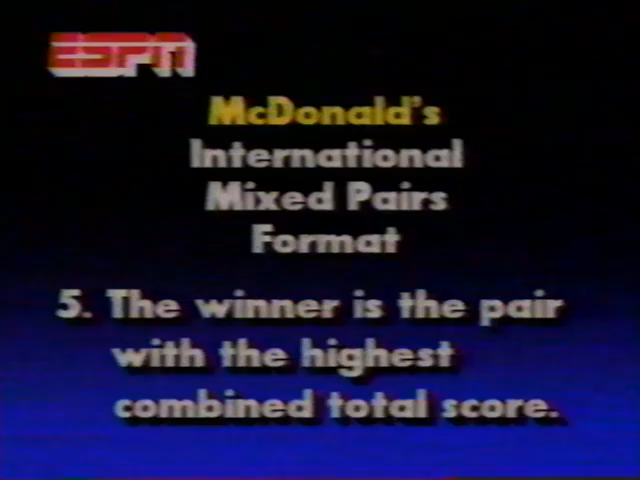 ESPN
McDonald's
International
Mixed Pairs
Format
5. The winner is the pair
with the highest
combined total score.